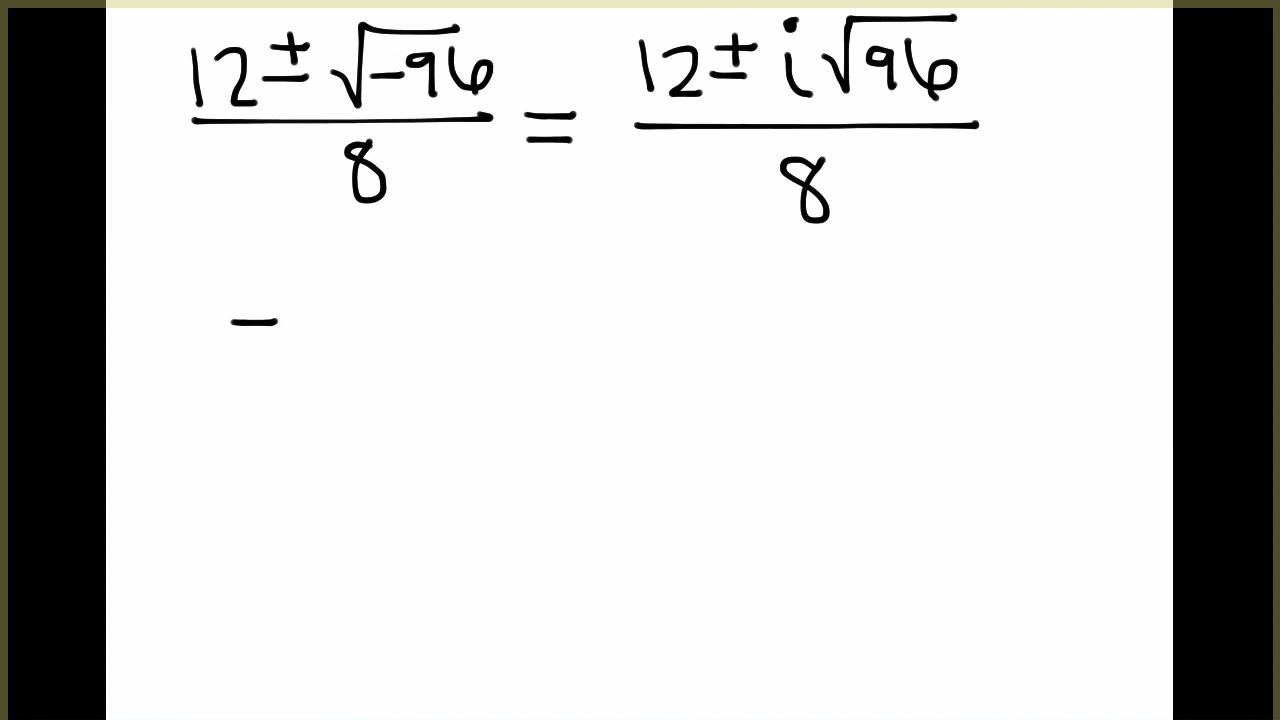 12 ± √-96 / 8 = 12 ± i √96 / 8
-